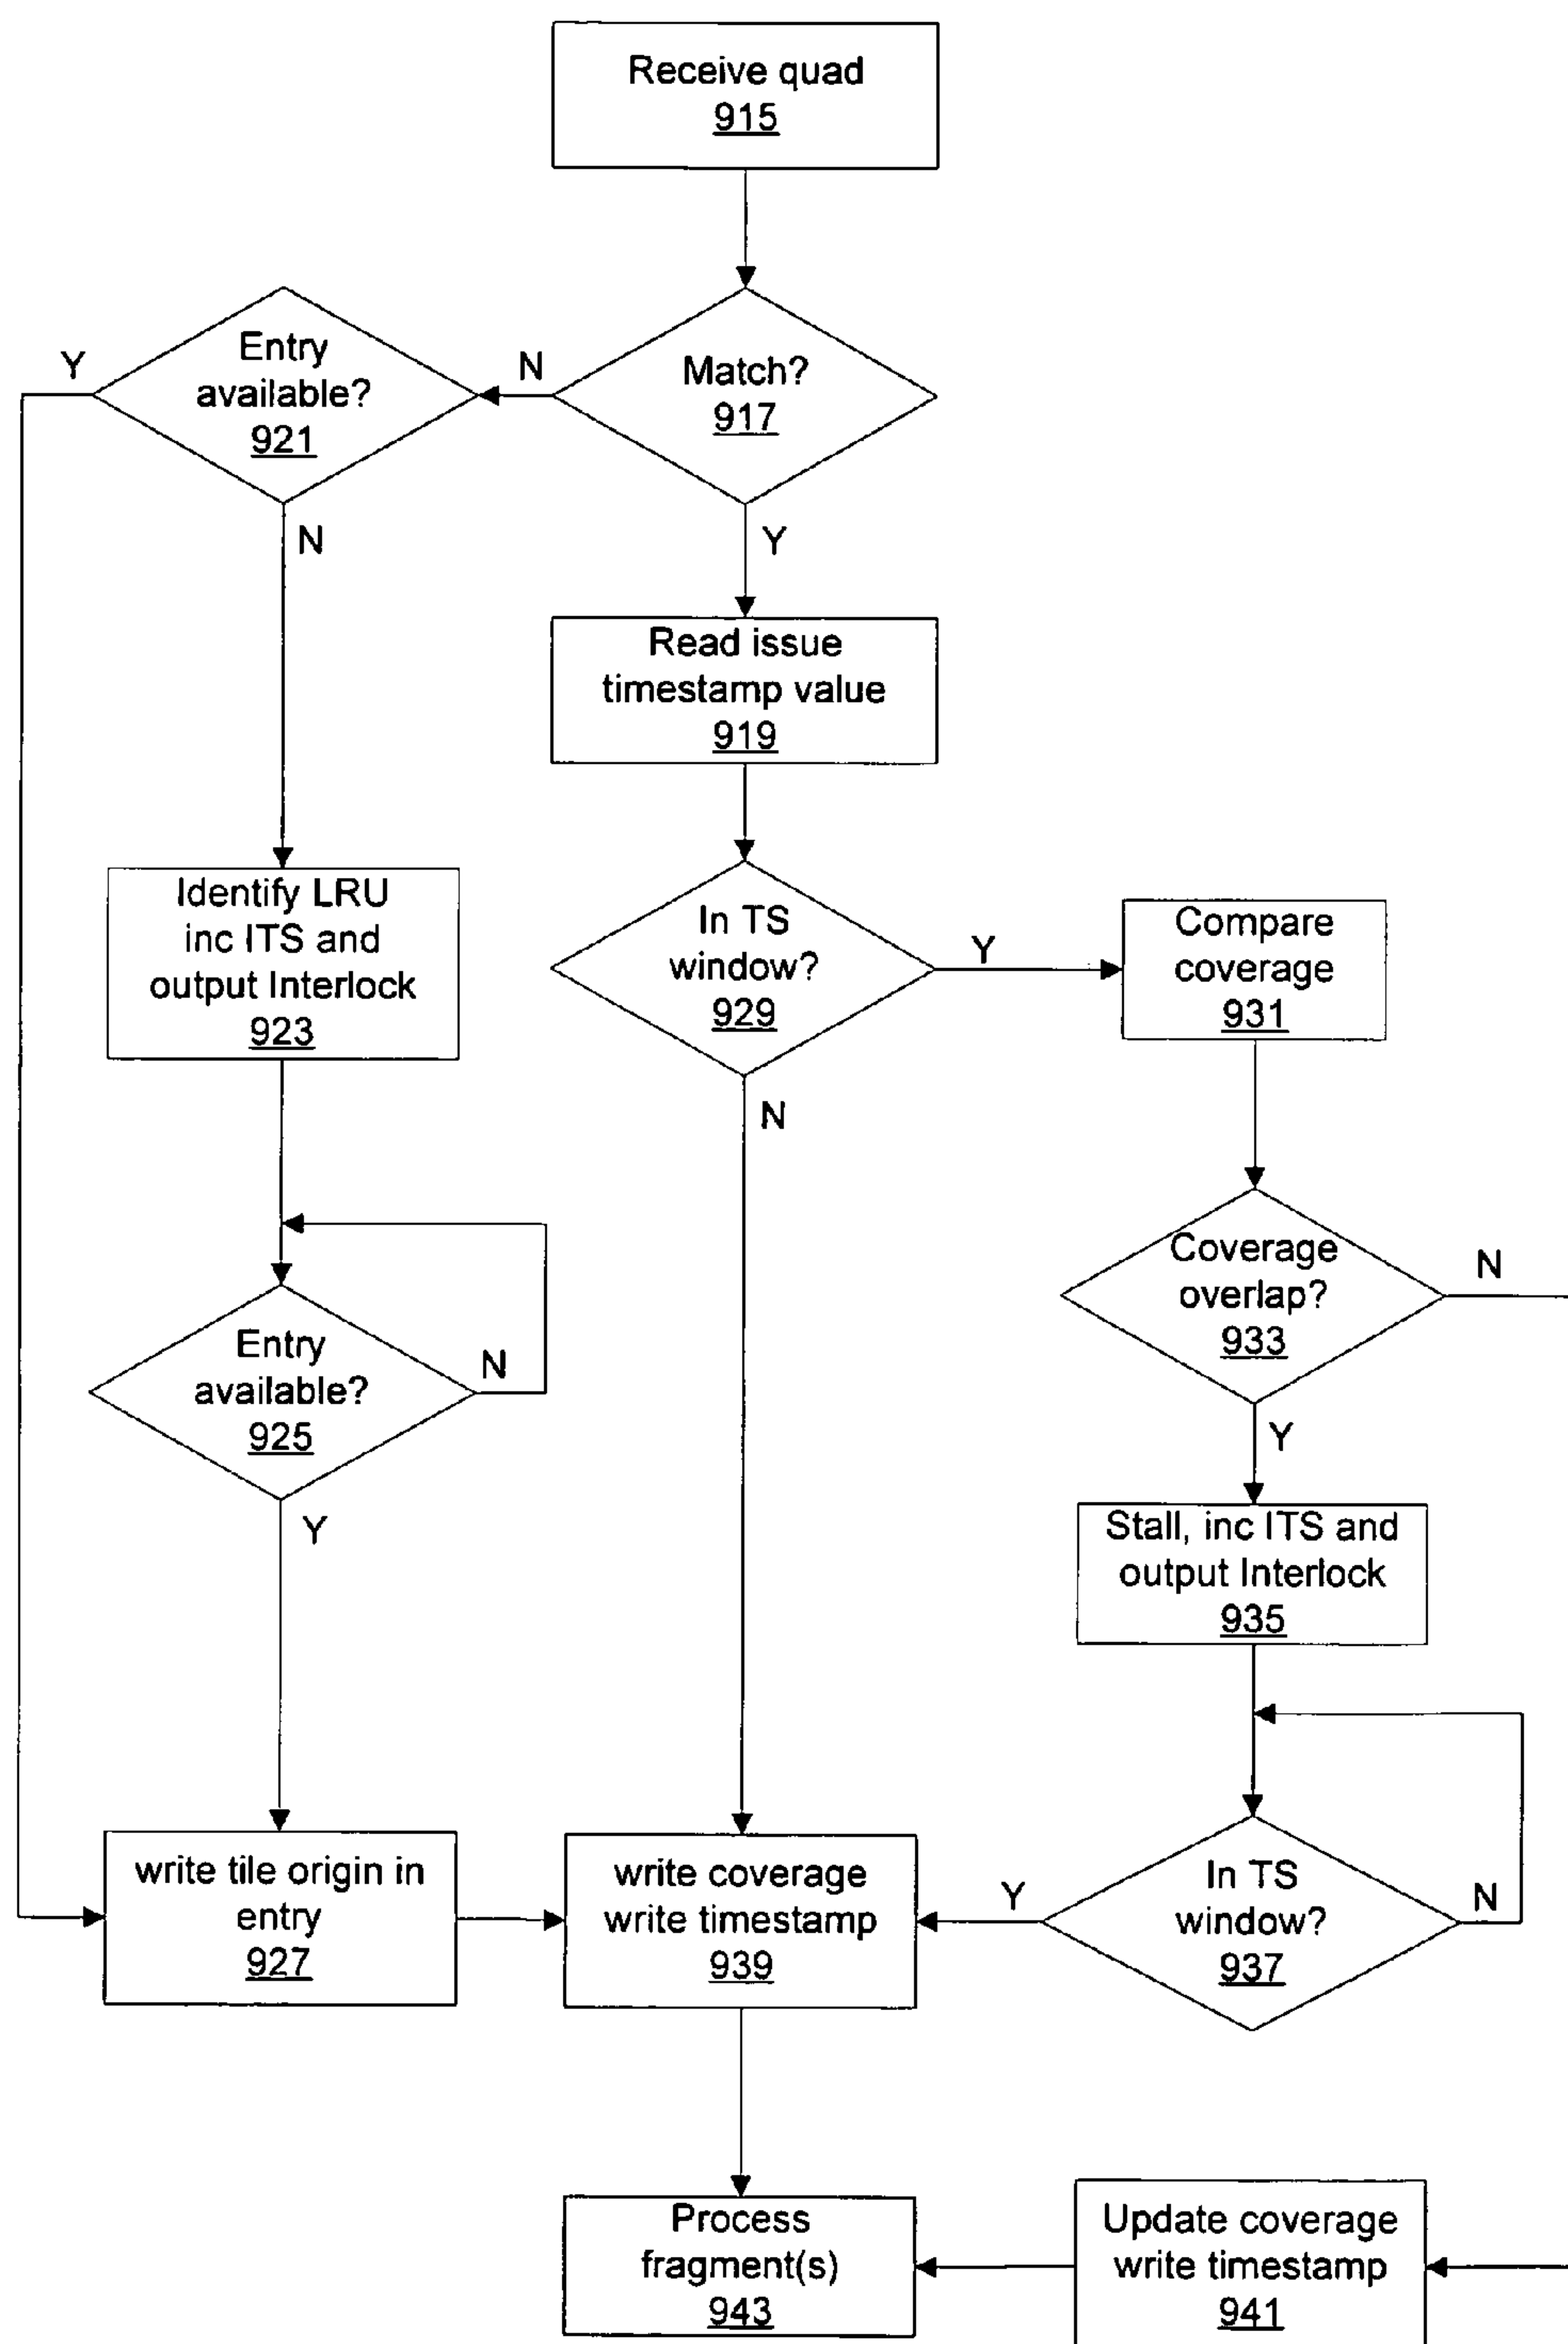 Receive quad
915
Entry
available?
921
Y
N
Match?
917
N
Y
Read issue
timestamp value
919
Identify LRU
inc ITS and
output Interlock
923
In TS
window?
929
Y
N
Compare
coverage
931
Coverage
overlap?
933
N
Y
Entry
available?
925
N
Y
Stall, inc ITS and
output Interlock
935
write tile origin in
entry
927
write coverage
write timestamp
939
Y
In TS
window?
937
N
Process
fragment(s)
943
Update coverage
write timestamp
941